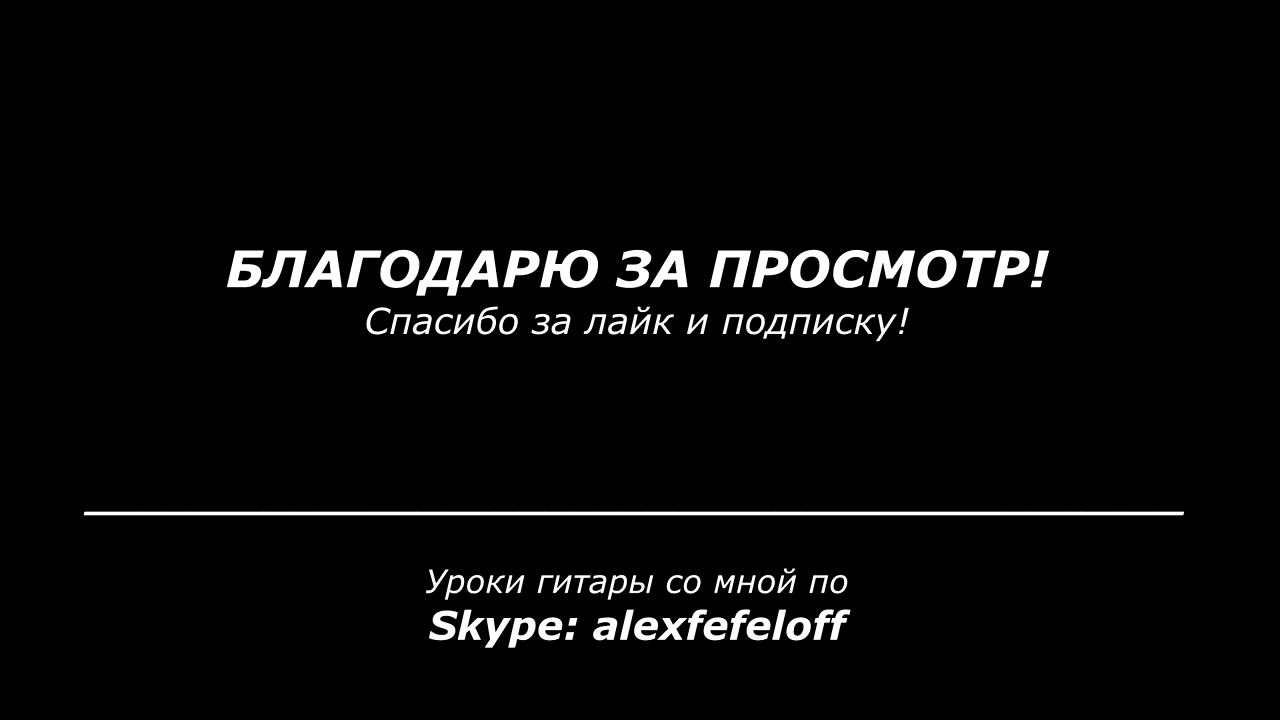 БЛАГОДАРЮ ЗА ПРОСМОТР!
Спасибо за лайк и подписку!
Уроки гитары со мной по
Skype: alexfefeloff